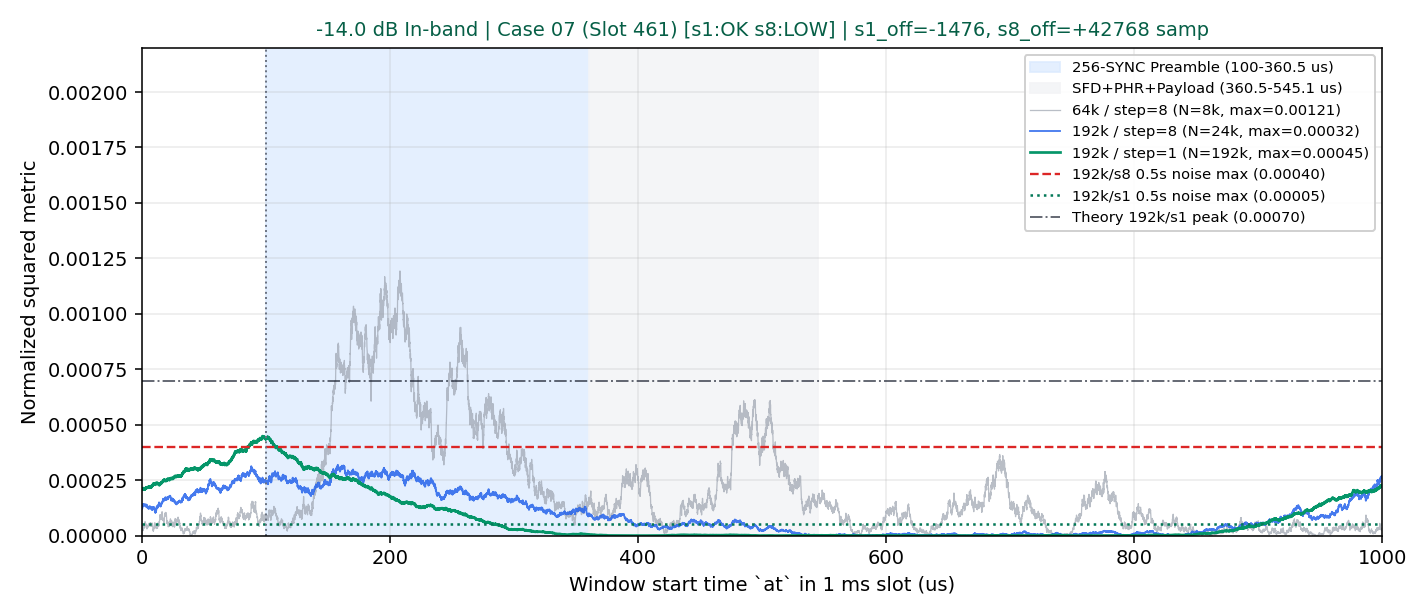 -14.0 dB In-band | Case 07 (Slot 461) [s1:OK s8:LOW] | s1_off=-1476, s8_off=+42768 samp
256-SYNC Preamble (100-360.5 us)
SFD+PHR+Payload (360.5-545.1 us)
64k / step=8 (N=8k, max=0.00121)
192k / step=8 (N=24k, max=0.00032)
192k / step=1 (N=192k, max=0.00045)
192k/s8 0.5s noise max (0.00040)
192k/s1 0.5s noise max (0.00005)
Theory 192k/s1 peak (0.00070)
Normalized squared metric
0.00200
0.00175
0.00150
0.00125
0.00100
0.00075
0.00050
0.00025
0.00000
0 200 400 600 800 1000
Window start time `at` in 1 ms slot (us)